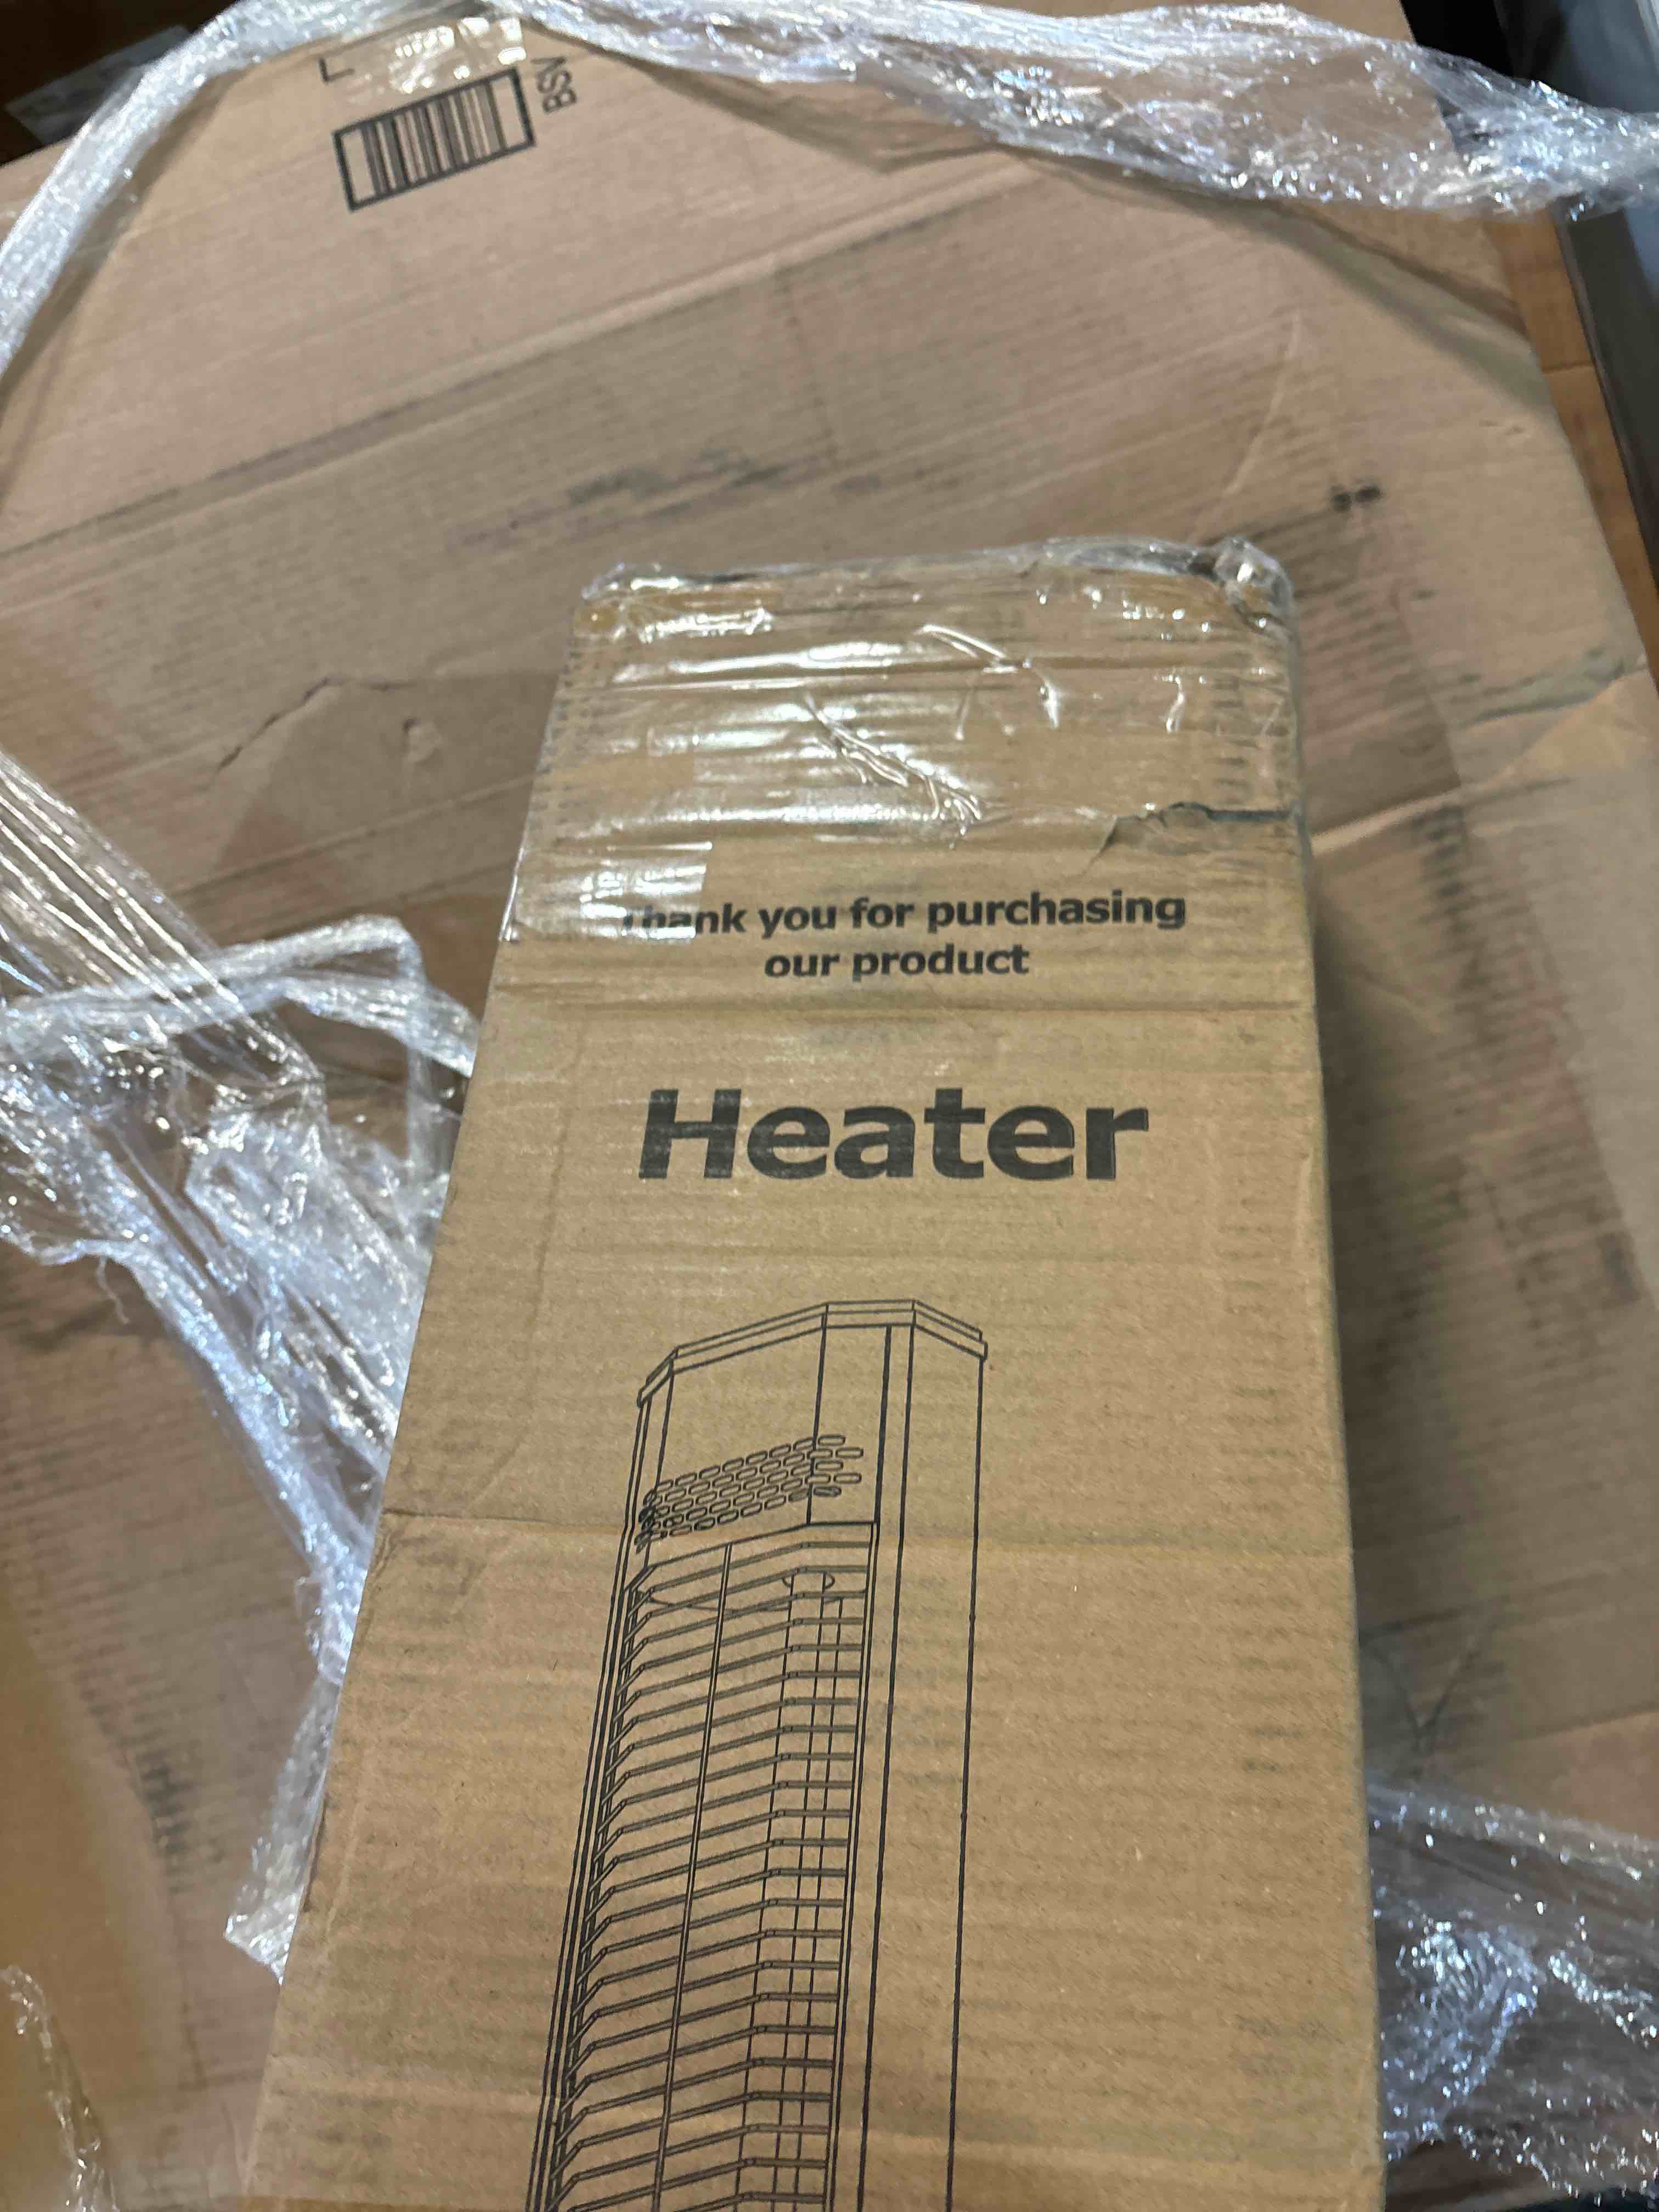 BSV
Thank you for purchasing
our product
Heater